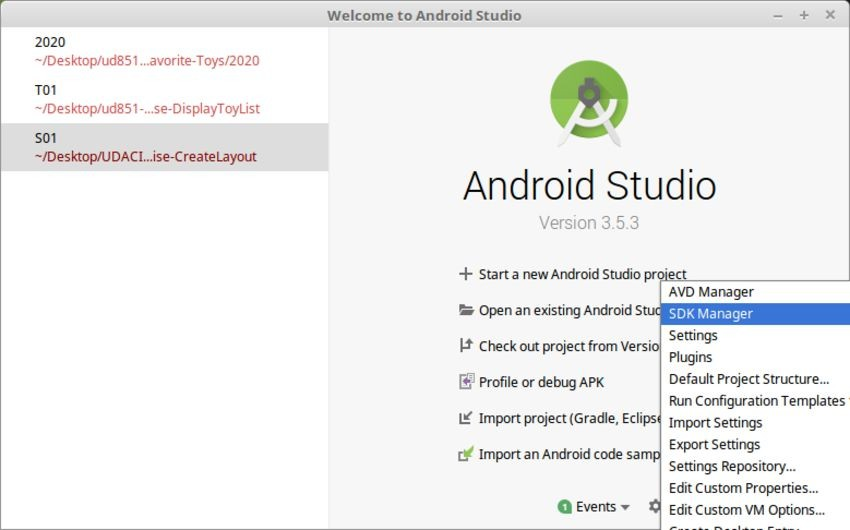 Welcome to Android Studio
2020
~/Desktop/ud851...avorite-Toys/2020
T01
~/Desktop/ud851-...se-DisplayToyList
S01
~/Desktop/UDACI...ise-CreateLayout
Android Studio
Version 3.5.3
Start a new Android Studio project
Open an existing Android Stud
Check out project from Versio
Profile or debug APK
Import project (Gradle, Eclipse
Import an Android code samp
1 Events
AVD Manager
SDK Manager
Settings
Plugins
Default Project Structure...
Run Configuration Templates
Import Settings
Export Settings
Settings Repository...
Edit Custom Properties...
Edit Custom VM Options...
Create Desktop Entry...